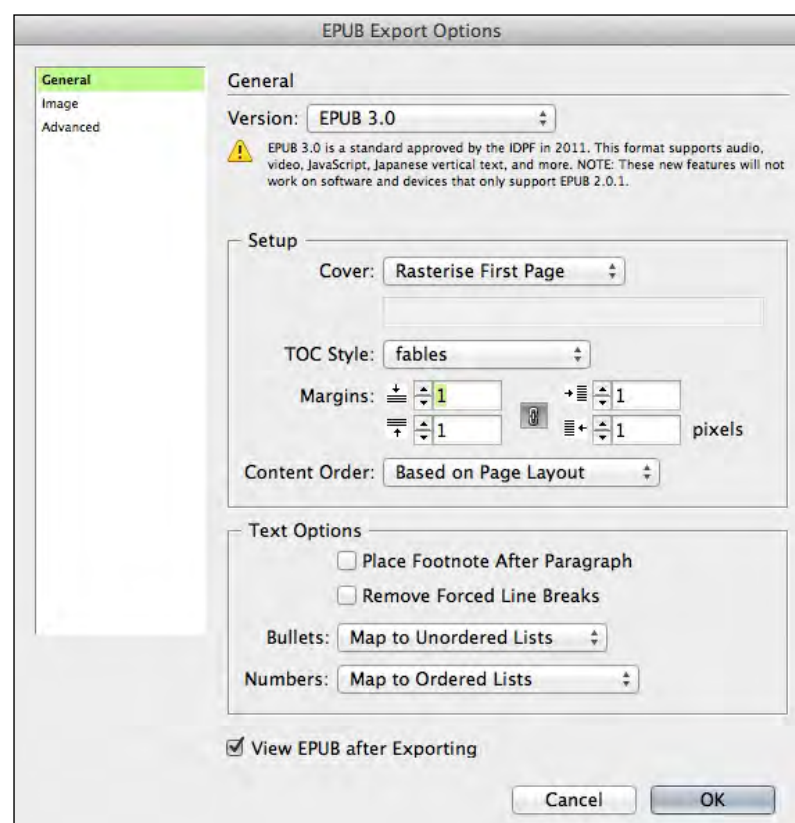 EPUB Export Options
General
Image
Advanced
General
Version: EPUB 3.0
EPUB 3.0 is a standard approved by the IDPF in 2011. This format supports audio,
video, JavaScript, Japanese vertical text, and more. NOTE: These new features will not
work on software and devices that only support EPUB 2.0.1.
Setup
Cover: Rasterise First Page
TOC Style: fables
Margins: 1 1
1 1 pixels
Content Order: Based on Page Layout
Text Options
Place Footnote After Paragraph
Remove Forced Line Breaks
Bullets: Map to Unordered Lists
Numbers: Map to Ordered Lists
View EPUB after Exporting
Cancel OK